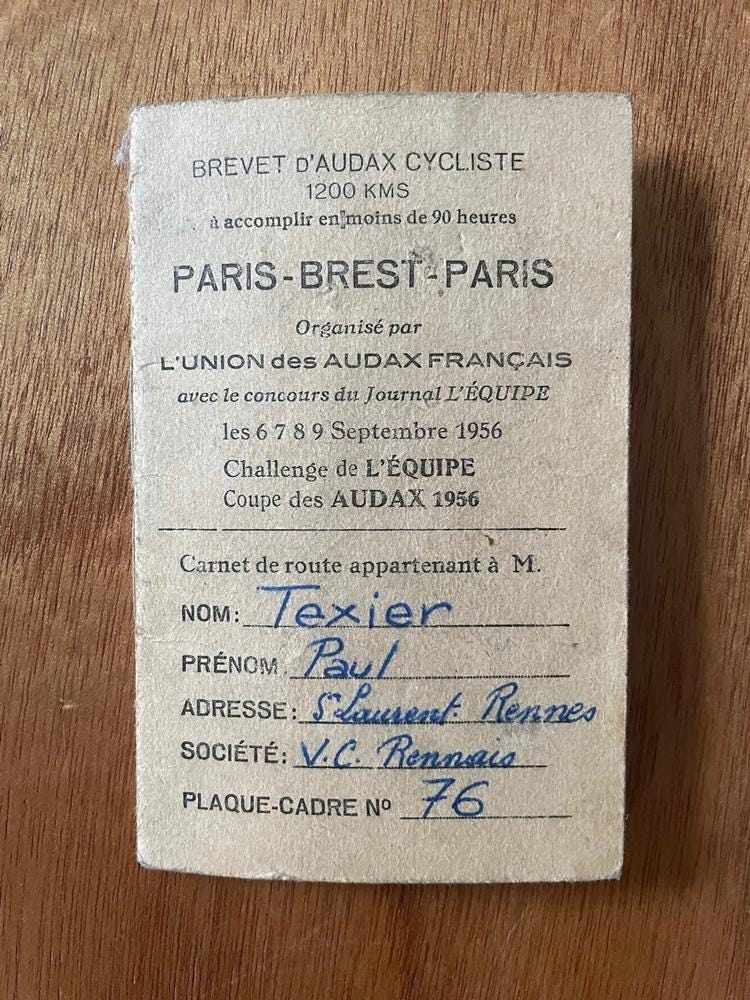 BREVET D'AUDAX CYCLISTE
1200 KMS
à accomplir en moins de 90 heures
PARIS-BREST-PARIS
Organisé par
L'UNION des AUDAX FRANÇAIS
avec le concours du Journal L'ÉQUIPE
les 6 7 8 9 Septembre 1956
Challenge de L'ÉQUIPE
Coupe des AUDAX 1956
Carnet de route appartenant à M.
NOM: Texier
PRÉNOM Paul
ADRESSE: St Laurent. Rennes
SOCIÉTÉ: V.C. Rennais
PLAQUE-CADRE No 76